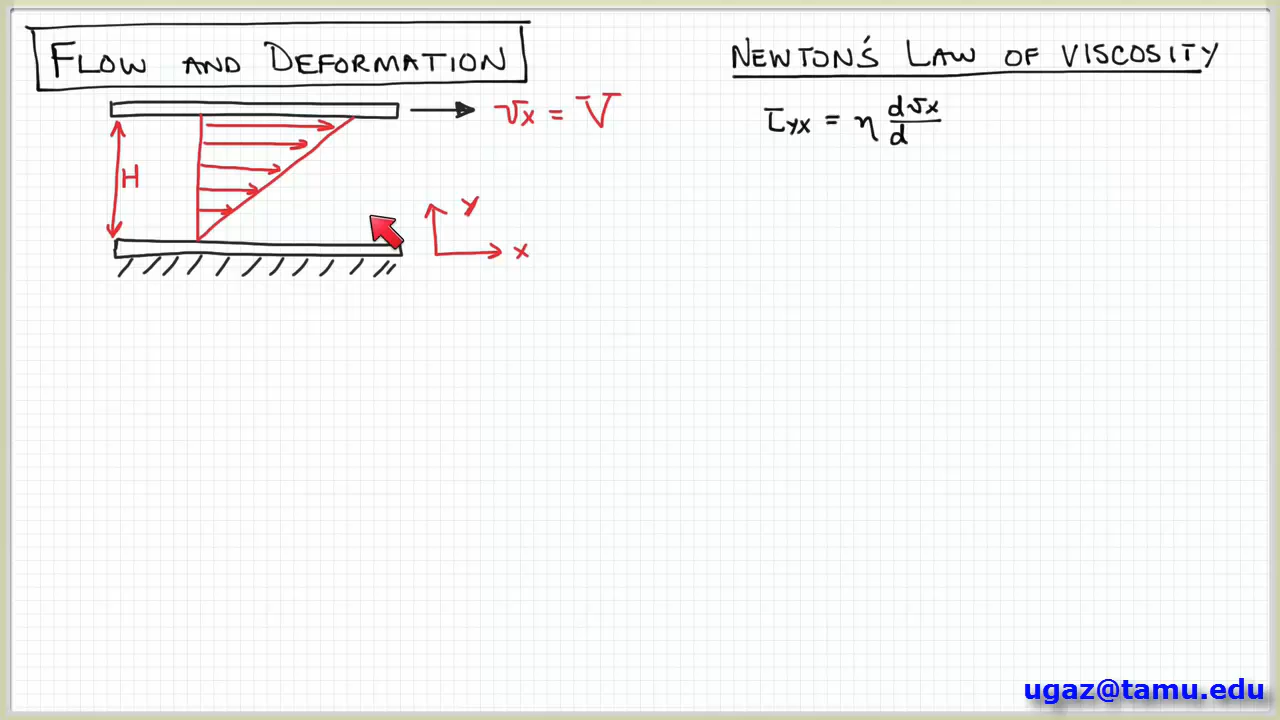 FLOW AND DEFORMATION
vx = V
H
y
x
NEWTON'S LAW OF VISCOSITY
τyx = η dvx/d
ugaz@tamu.edu